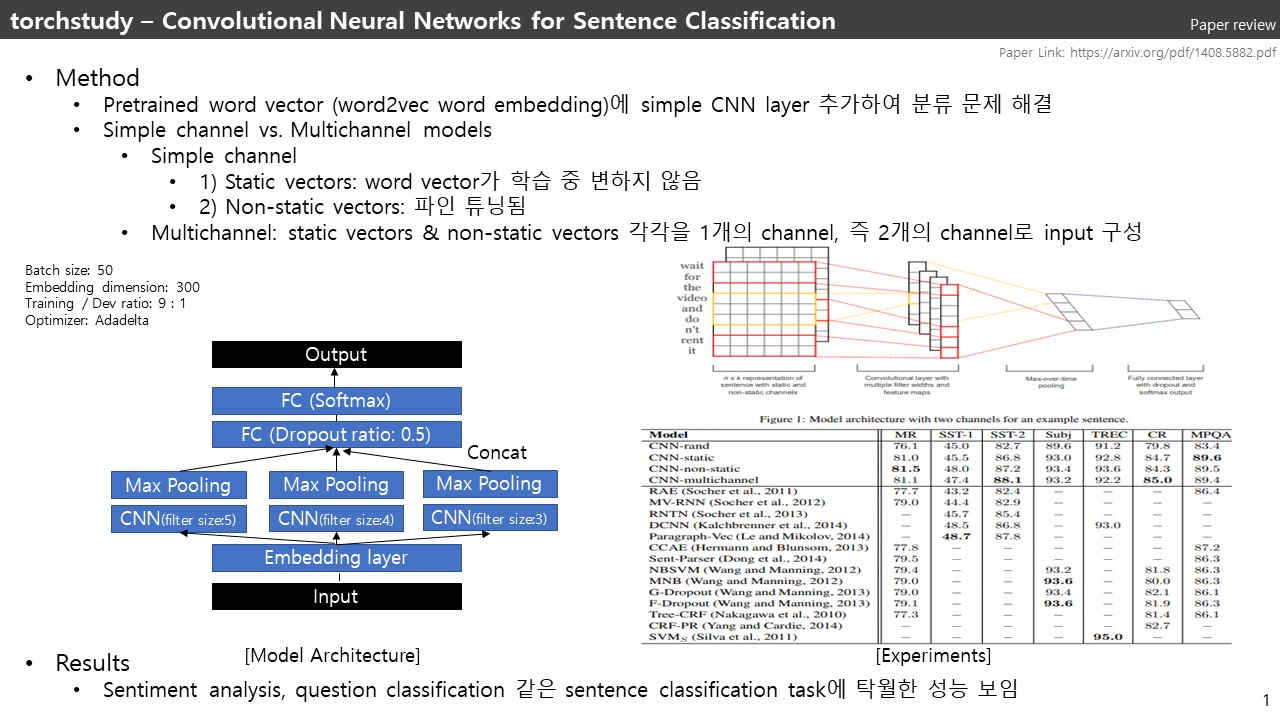 torchstudy – Convolutional Neural Networks for Sentence Classification
Paper review
Paper Link: https://arxiv.org/pdf/1408.5882.pdf
• Method
• Pretrained word vector (word2vec word embedding)에 simple CNN layer 추가하여 분류 문제 해결
• Simple channel vs. Multichannel models
• Simple channel
• 1) Static vectors: word vector가 학습 중 변하지 않음
• 2) Non-static vectors: 파인 튜닝됨
• Multichannel: static vectors & non-static vectors 각각을 1개의 channel, 즉 2개의 channel로 input 구성
Batch size: 50
Embedding dimension: 300
Training / Dev ratio: 9 : 1
Optimizer: Adadelta
Output
FC (Softmax)
FC (Dropout ratio: 0.5)
Concat
Max Pooling Max Pooling Max Pooling
CNN(filter size:5) CNN(filter size:4) CNN(filter size:3)
Embedding layer
Input
[Model Architecture]
wait
for
the
video
and
do
n't
rent
it
n x k representation of
sentence with static and
non-static channels
Convolutional layer with
multiple filter widths and
feature maps
Max-over-time
pooling
Fully connected layer
with dropout and
softmax output
Figure 1: Model architecture with two channels for an example sentence.
Model MR SST-1 SST-2 Subj TREC CR MPQA
CNN-rand 76.1 45.0 82.7 89.6 91.2 79.8 83.4
CNN-static 81.0 45.5 86.8 93.0 92.8 84.7 89.6
CNN-non-static 81.5 48.0 87.2 93.4 93.6 84.3 89.5
CNN-multichannel 81.1 47.4 88.1 93.2 92.2 85.0 89.4
RAE (Socher et al., 2011) 77.7 43.2 82.4 – – – 86.4
MV-RNN (Socher et al., 2012) 79.0 44.4 82.9 – – – –
RNTN (Socher et al., 2013) – 45.7 85.4 – – – –
DCNN (Kalchbrenner et al., 2014) – 48.5 86.8 – 93.0 – –
Paragraph-Vec (Le and Mikolov, 2014) – 48.7 87.8 – – – –
CCAE (Hermann and Blunsom, 2013) 77.8 – – – – – 87.2
Sent-Parser (Dong et al., 2014) 79.5 – – – – – 86.3
NBSVM (Wang and Manning, 2012) 79.4 – – 93.2 – 81.8 86.3
MNB (Wang and Manning, 2012) 79.0 – – 93.6 – 80.0 86.3
G-Dropout (Wang and Manning, 2013) 79.0 – – 93.4 – 82.1 86.1
F-Dropout (Wang and Manning, 2013) 79.1 – – 93.6 – 81.9 86.3
Tree-CRF (Nakagawa et al., 2010) 77.3 – – – – 81.4 86.1
CRF-PR (Yang and Cardie, 2014) – – – – – 82.7 –
SVMS (Silva et al., 2011) – – – – 95.0 – –
[Experiments]
• Results
• Sentiment analysis, question classification 같은 sentence classification task에 탁월한 성능 보임
1